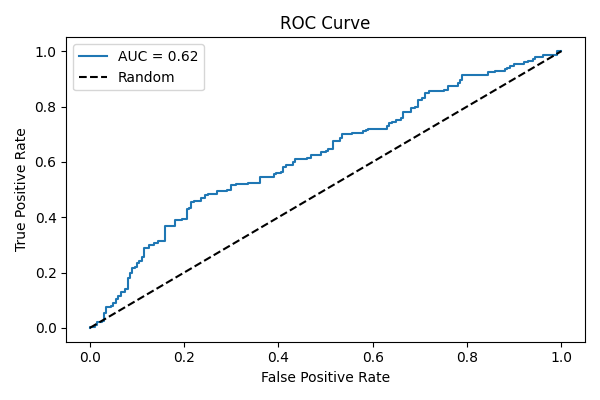 ROC Curve
AUC = 0.62
Random
True Positive Rate
1.0
0.8
0.6
0.4
0.2
0.0
0.0 0.2 0.4 0.6 0.8 1.0
False Positive Rate